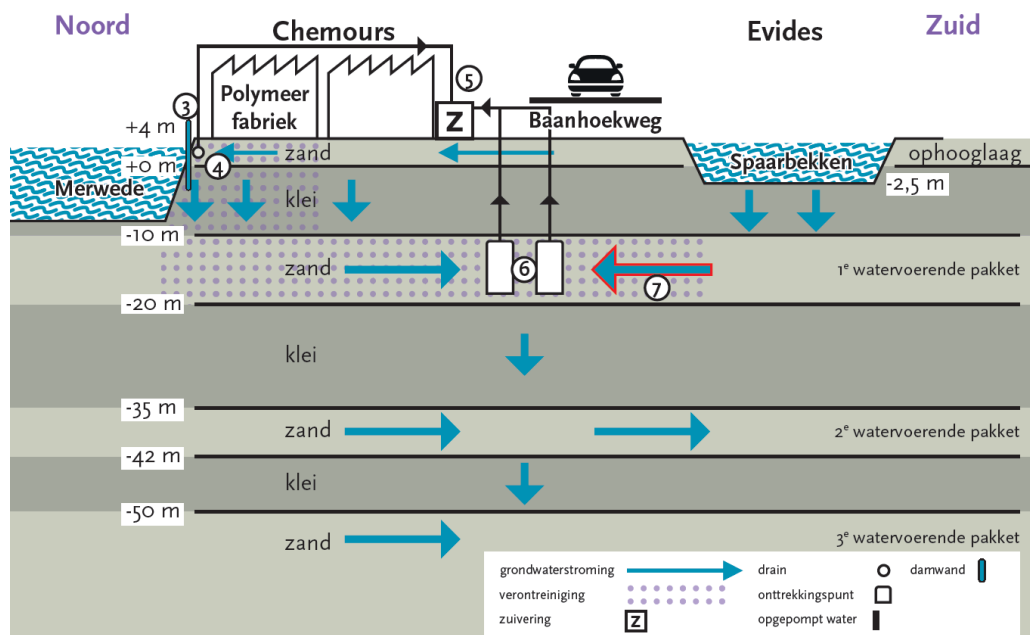 Noord
Chemours
Evides
Zuid
5
3
Polymeer
fabriek
Z
Baanhoekweg
+4 m
zand
4
+0 m
Spaarbekken
ophooglaag
-2,5 m
Merwede
klei
-10 m
zand
6
7
1e watervoerende pakket
-20 m
klei
-35 m
zand
2e watervoerende pakket
-42 m
klei
-50 m
zand
3e watervoerende pakket
grondwaterstroming
drain
damwand
verontreiniging
onttrekkingspunt
zuivering
Z
opgepompt water